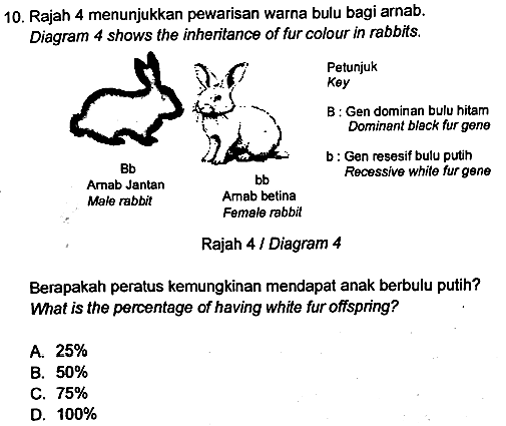 10. Rajah 4 menunjukkan pewarisan warna bulu bagi arnab.
Diagram 4 shows the inheritance of fur colour in rabbits.
Petunjuk
Key
B : Gen dominan bulu hitam
Dominant black fur gene
b : Gen resesif bulu putih
Recessive white fur gene
Bb
Arnab Jantan
Male rabbit
bb
Arnab betina
Female rabbit
Rajah 4 / Diagram 4
Berapakah peratus kemungkinan mendapat anak berbulu putih?
What is the percentage of having white fur offspring?
A. 25%
B. 50%
C. 75%
D. 100%